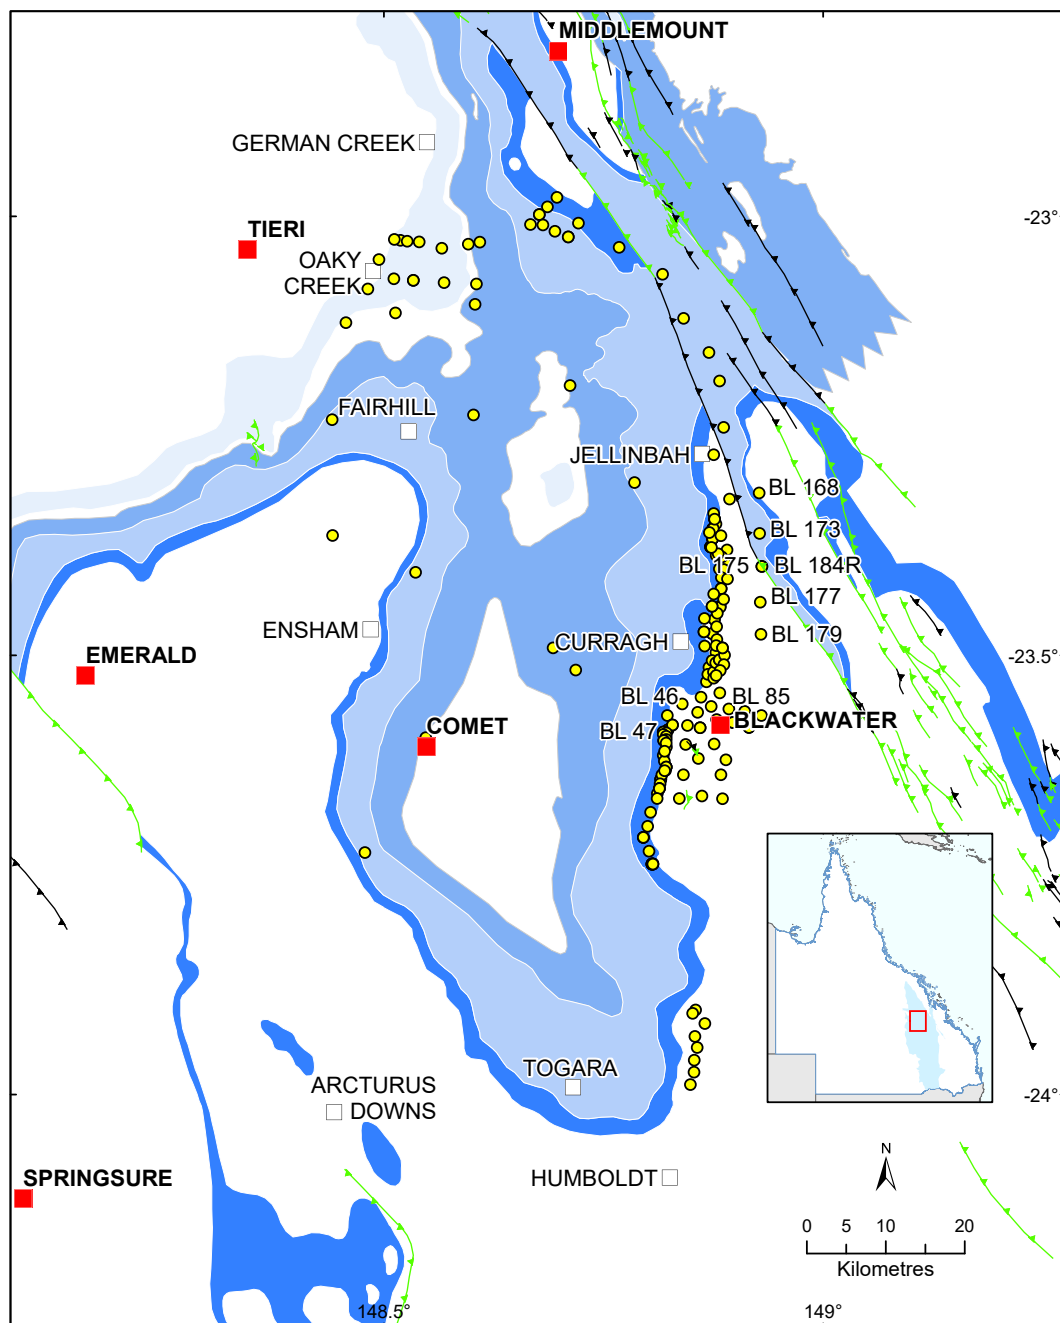 MIDDLEMOUNT
GERMAN CREEK
-23°
TIERI
OAKY
CREEK
FAIRHILL
JELLINBAH
BL 168
BL 173
BL 175
BL 184R
BL 177
ENSHAM
CURRAGH
BL 179
EMERALD
-23.5°
BL 46
BL 85
COMET
BL 47
BLACKWATER
TOGARA
ARCTURUS
DOWNS
-24°
HUMBOLDT
SPRINGSURE
N
0 5 10 20
Kilometres
148.5°
149°